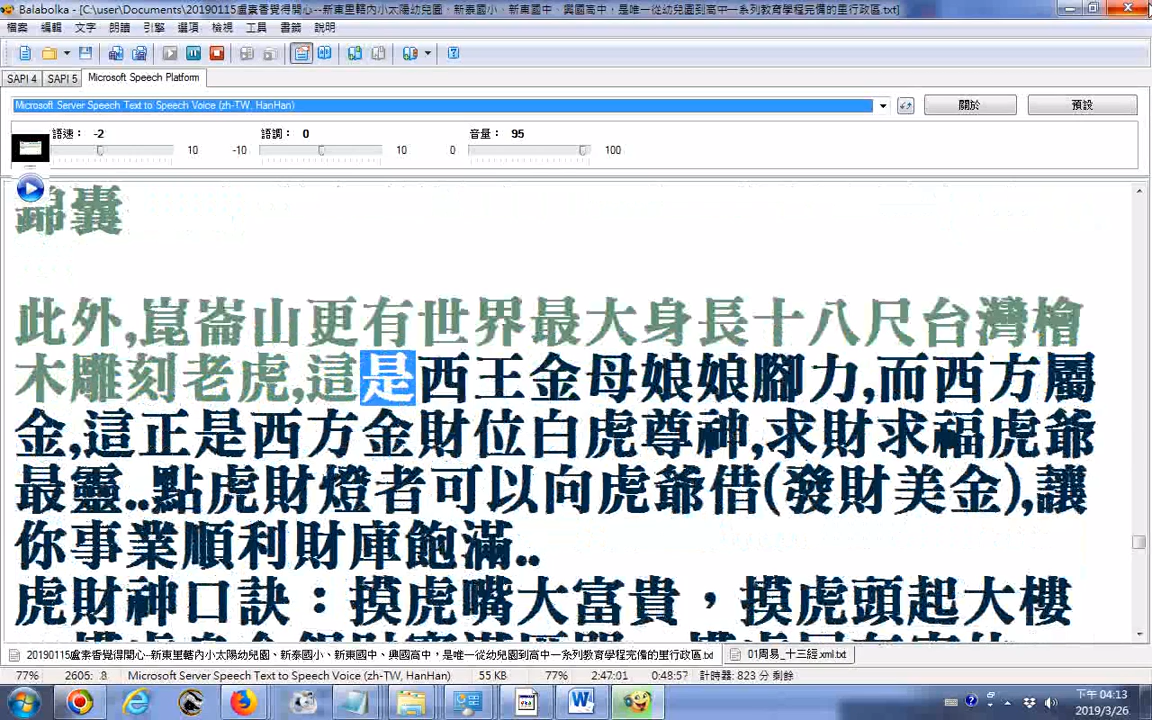 Balabolka - [C:\user\Documents\20190115盧素香覺得開心--新東里轄內小太陽幼兒園、新泰國小、新東國中、興國高中，是唯一從幼兒園到高中一系列教育學程完備的里行政區.txt]
檔案 編輯 文字 朗讀 引擎 選項 檢視 工具 書籤 說明
SAPI 4 SAPI 5 Microsoft Speech Platform
Microsoft Server Speech Text to Speech Voice (zh-TW, HanHan)
關於 預設
語速： -2 語調： 0 音量： 95
10 -10 10 0 100
錦囊
此外,崑崙山更有世界最大身長十八尺台灣檜
木雕刻老虎,這是西王金母娘娘腳力,而西方屬
金,這正是西方金財位白虎尊神,求財求福虎爺
最靈..點虎財燈者可以向虎爺借(發財美金),讓
你事業順利財庫飽滿..
虎財神口訣：摸虎嘴大富貴，摸虎頭起大樓
20190115盧素香覺得開心--新東里轄內小太陽幼兒園、新泰國小、新東國中、興國高中，是唯一從幼兒園到高中一系列教育學程完備的里行政區.txt 01周易_十三經.xml.txt
77% 2605: 8 Microsoft Server Speech Text to Speech Voice (zh-TW, HanHan) 55 KB 77% 2:47:01 0:48:57 計時器: 823 分 剩餘
下午 04:13
2019/3/26